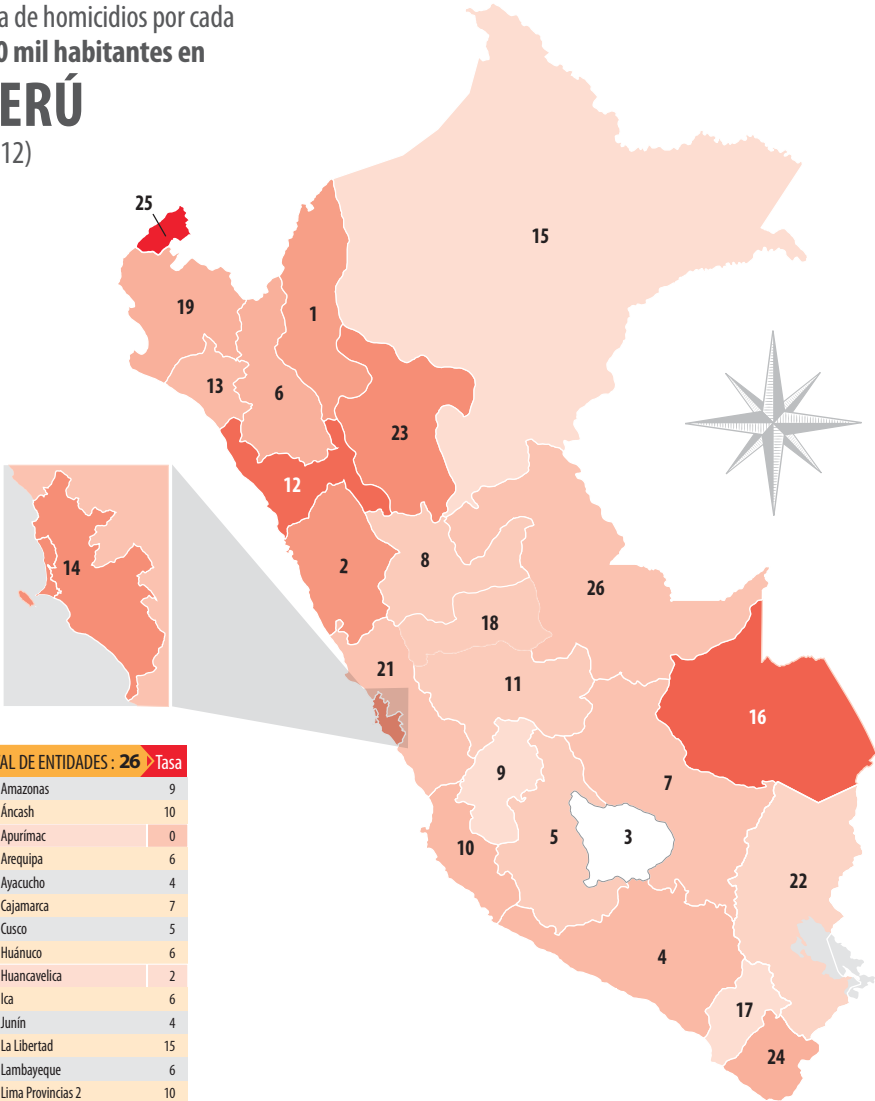 a de homicidios por cada
0 mil habitantes en
ERÚ
12)
25
15
19
1
13
6
23
12
14
2
8
26
18
21
11
16
9
7
5
3
10
22
4
17
24
AL DE ENTIDADES : 26 Tasa
Amazonas 9
Áncash 10
Apurímac 0
Arequipa 6
Ayacucho 4
Cajamarca 7
Cusco 5
Huánuco 6
Huancavelica 2
Ica 6
Junín 4
La Libertad 15
Lambayeque 6
Lima Provincias 2 10